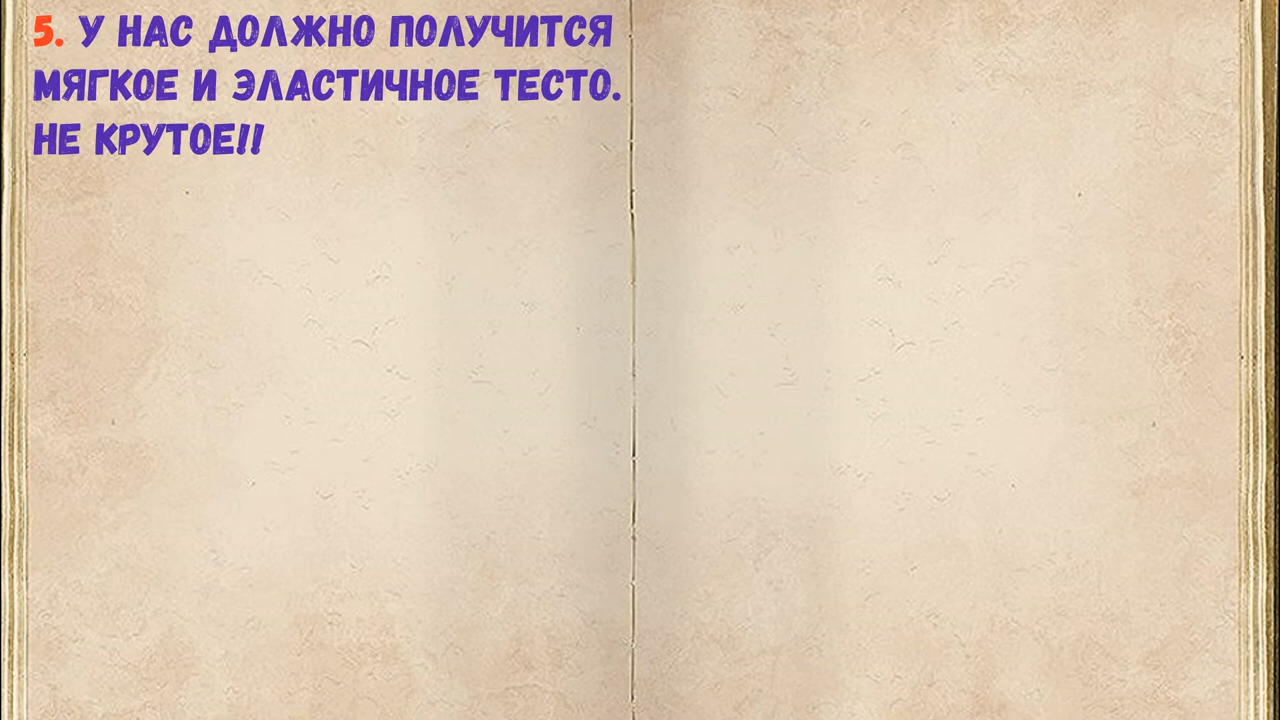 5. У НАС ДОЛЖНО ПОЛУЧИТСЯ
МЯГКОЕ И ЭЛАСТИЧНОЕ ТЕСТО.
НЕ КРУТОЕ!!